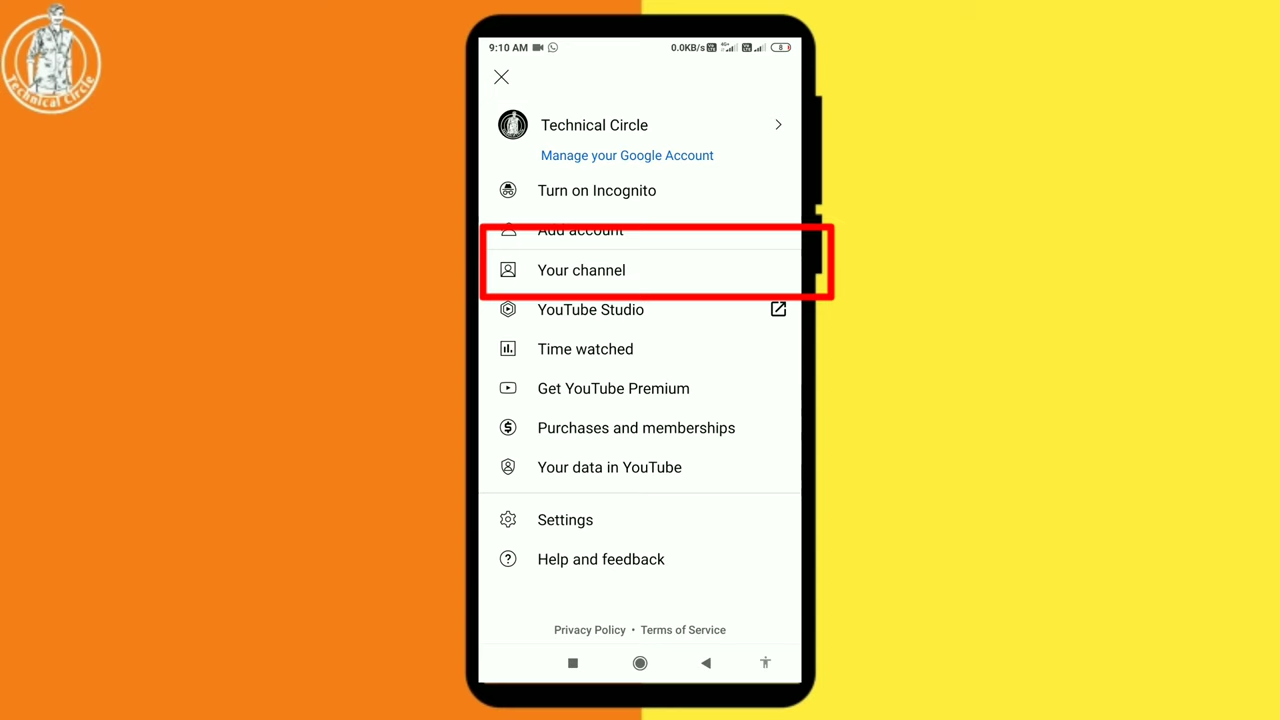 Technical Circle
9:10 AM
0.0KB/s
8
Technical Circle
Manage your Google Account
Turn on Incognito
Add account
Your channel
YouTube Studio
Time watched
Get YouTube Premium
Purchases and memberships
Your data in YouTube
Settings
Help and feedback
Privacy Policy • Terms of Service